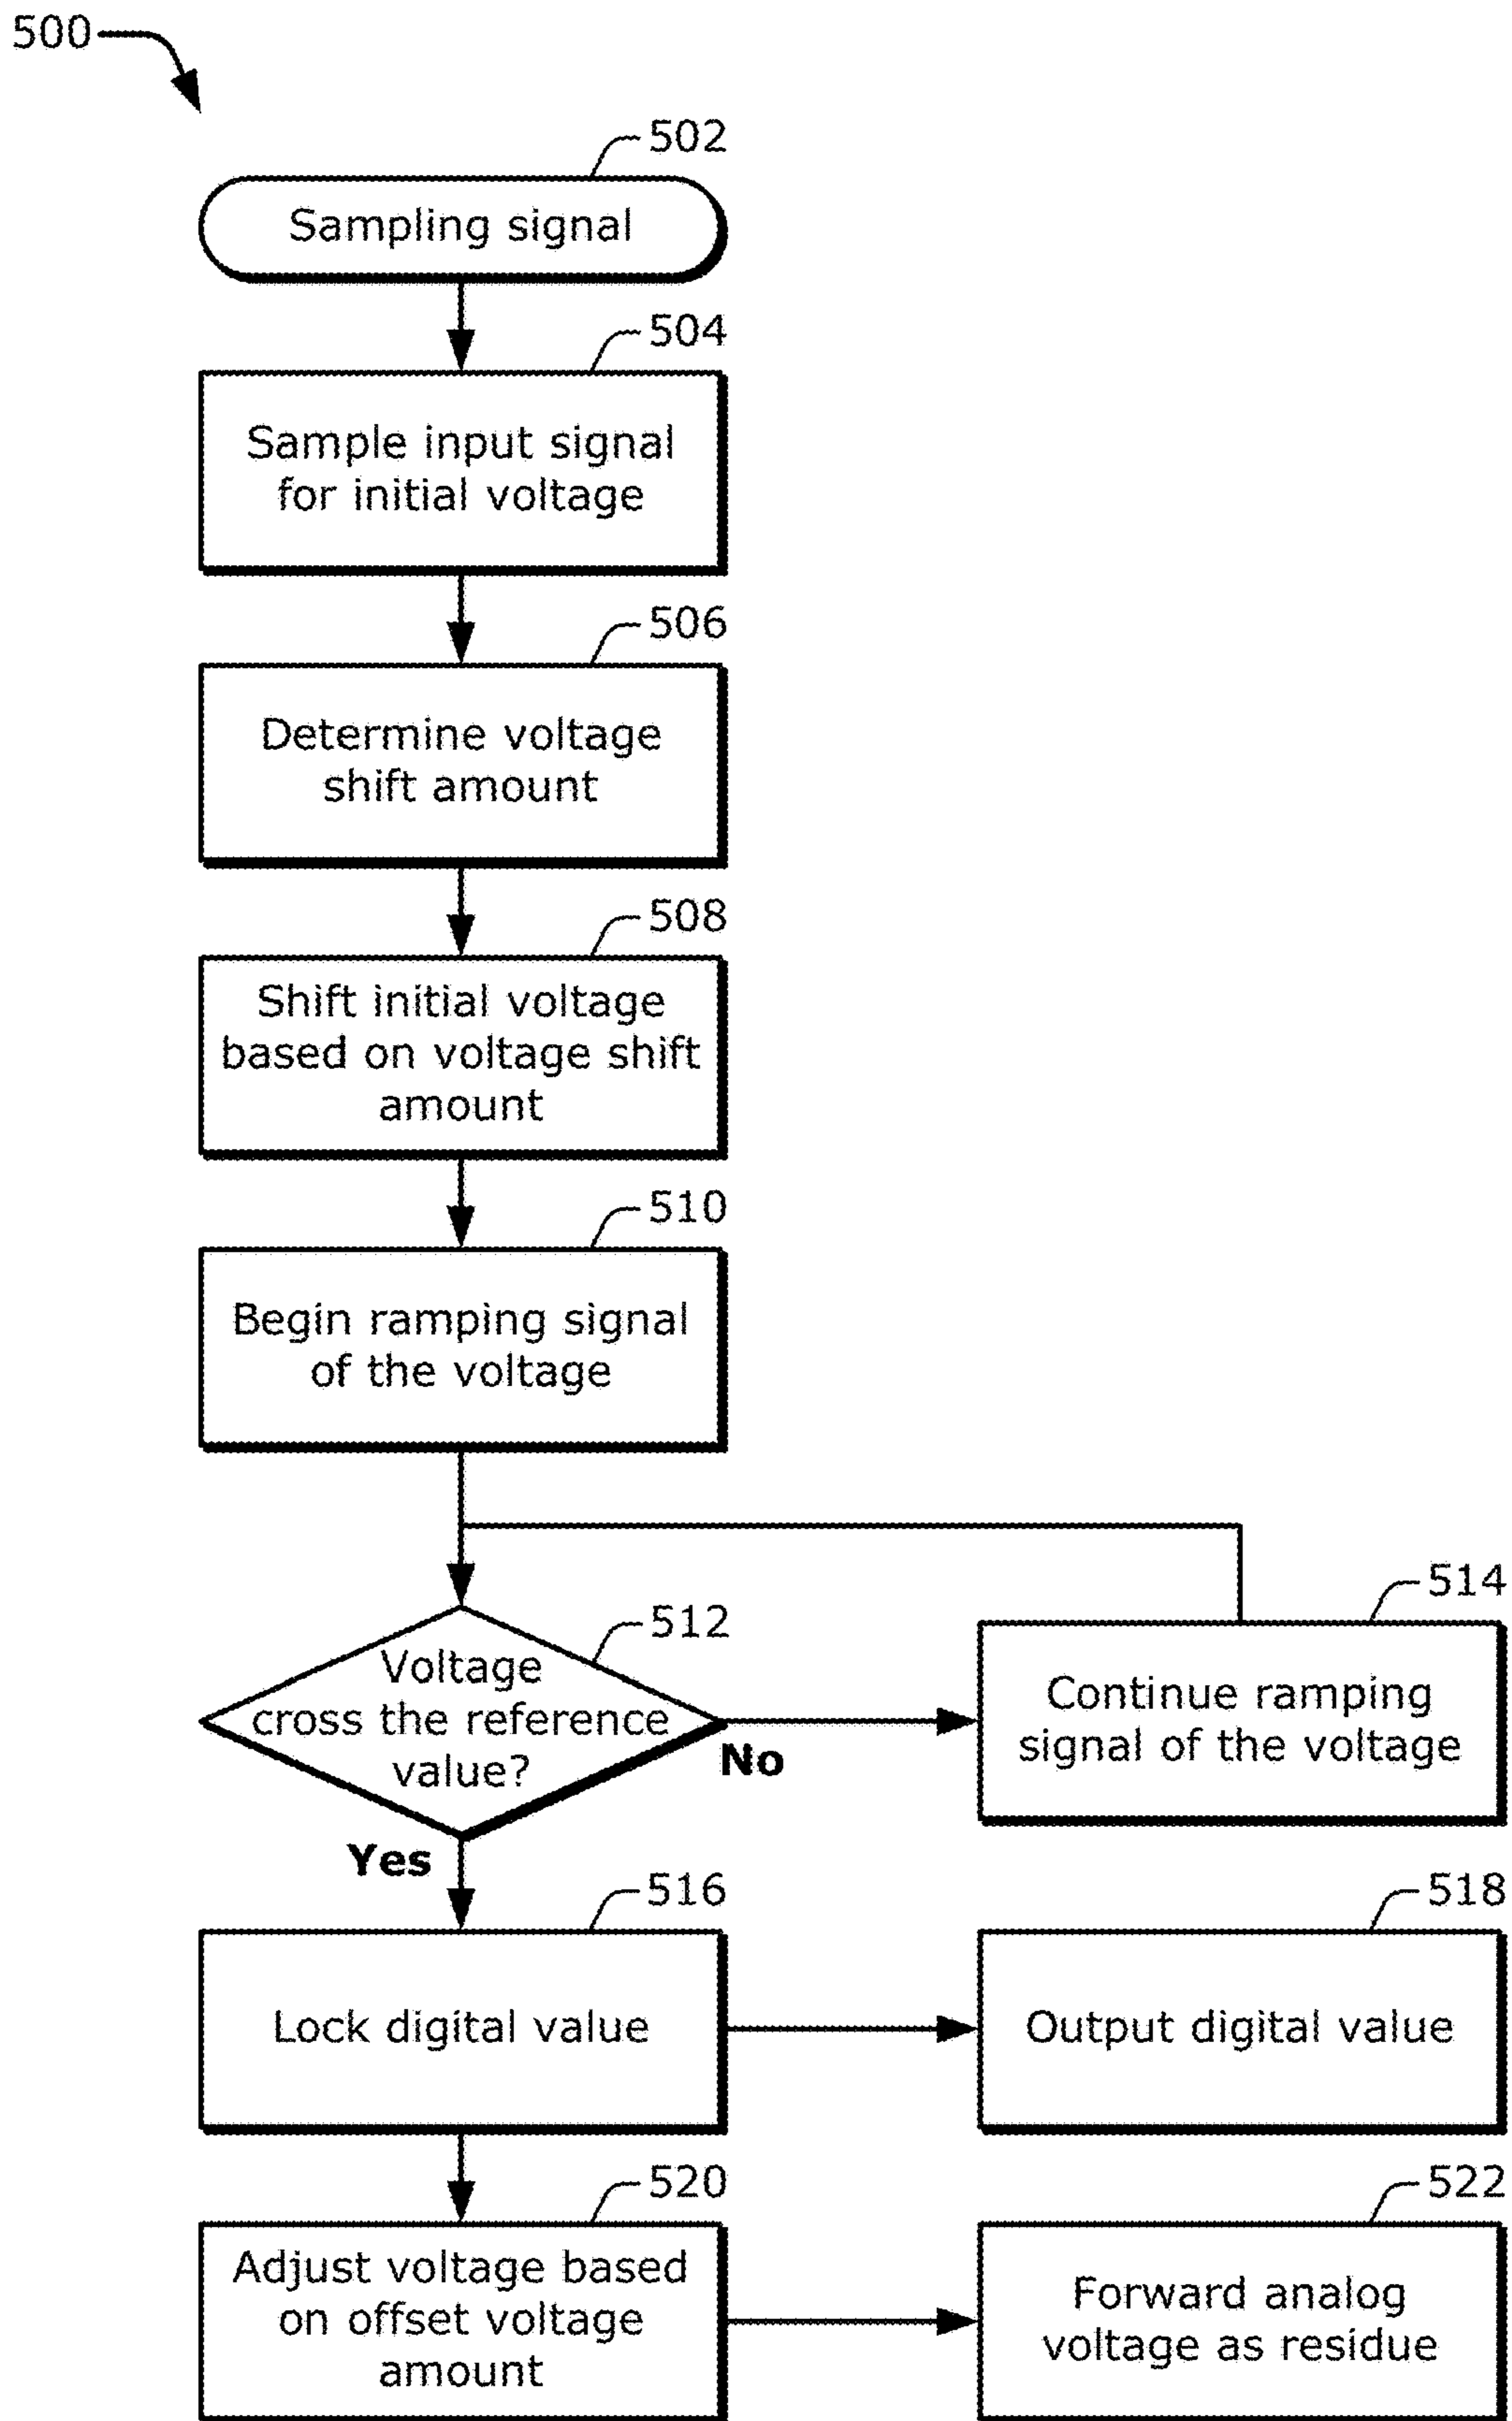 500
502
Sampling signal
504
Sample input signal
for initial voltage
506
Determine voltage
shift amount
508
Shift initial voltage
based on voltage shift
amount
510
Begin ramping signal
of the voltage
512
Voltage
cross the reference
value?
No
Yes
514
Continue ramping
signal of the voltage
516
Lock digital value
518
Output digital value
520
Adjust voltage based
on offset voltage
amount
522
Forward analog
voltage as residue